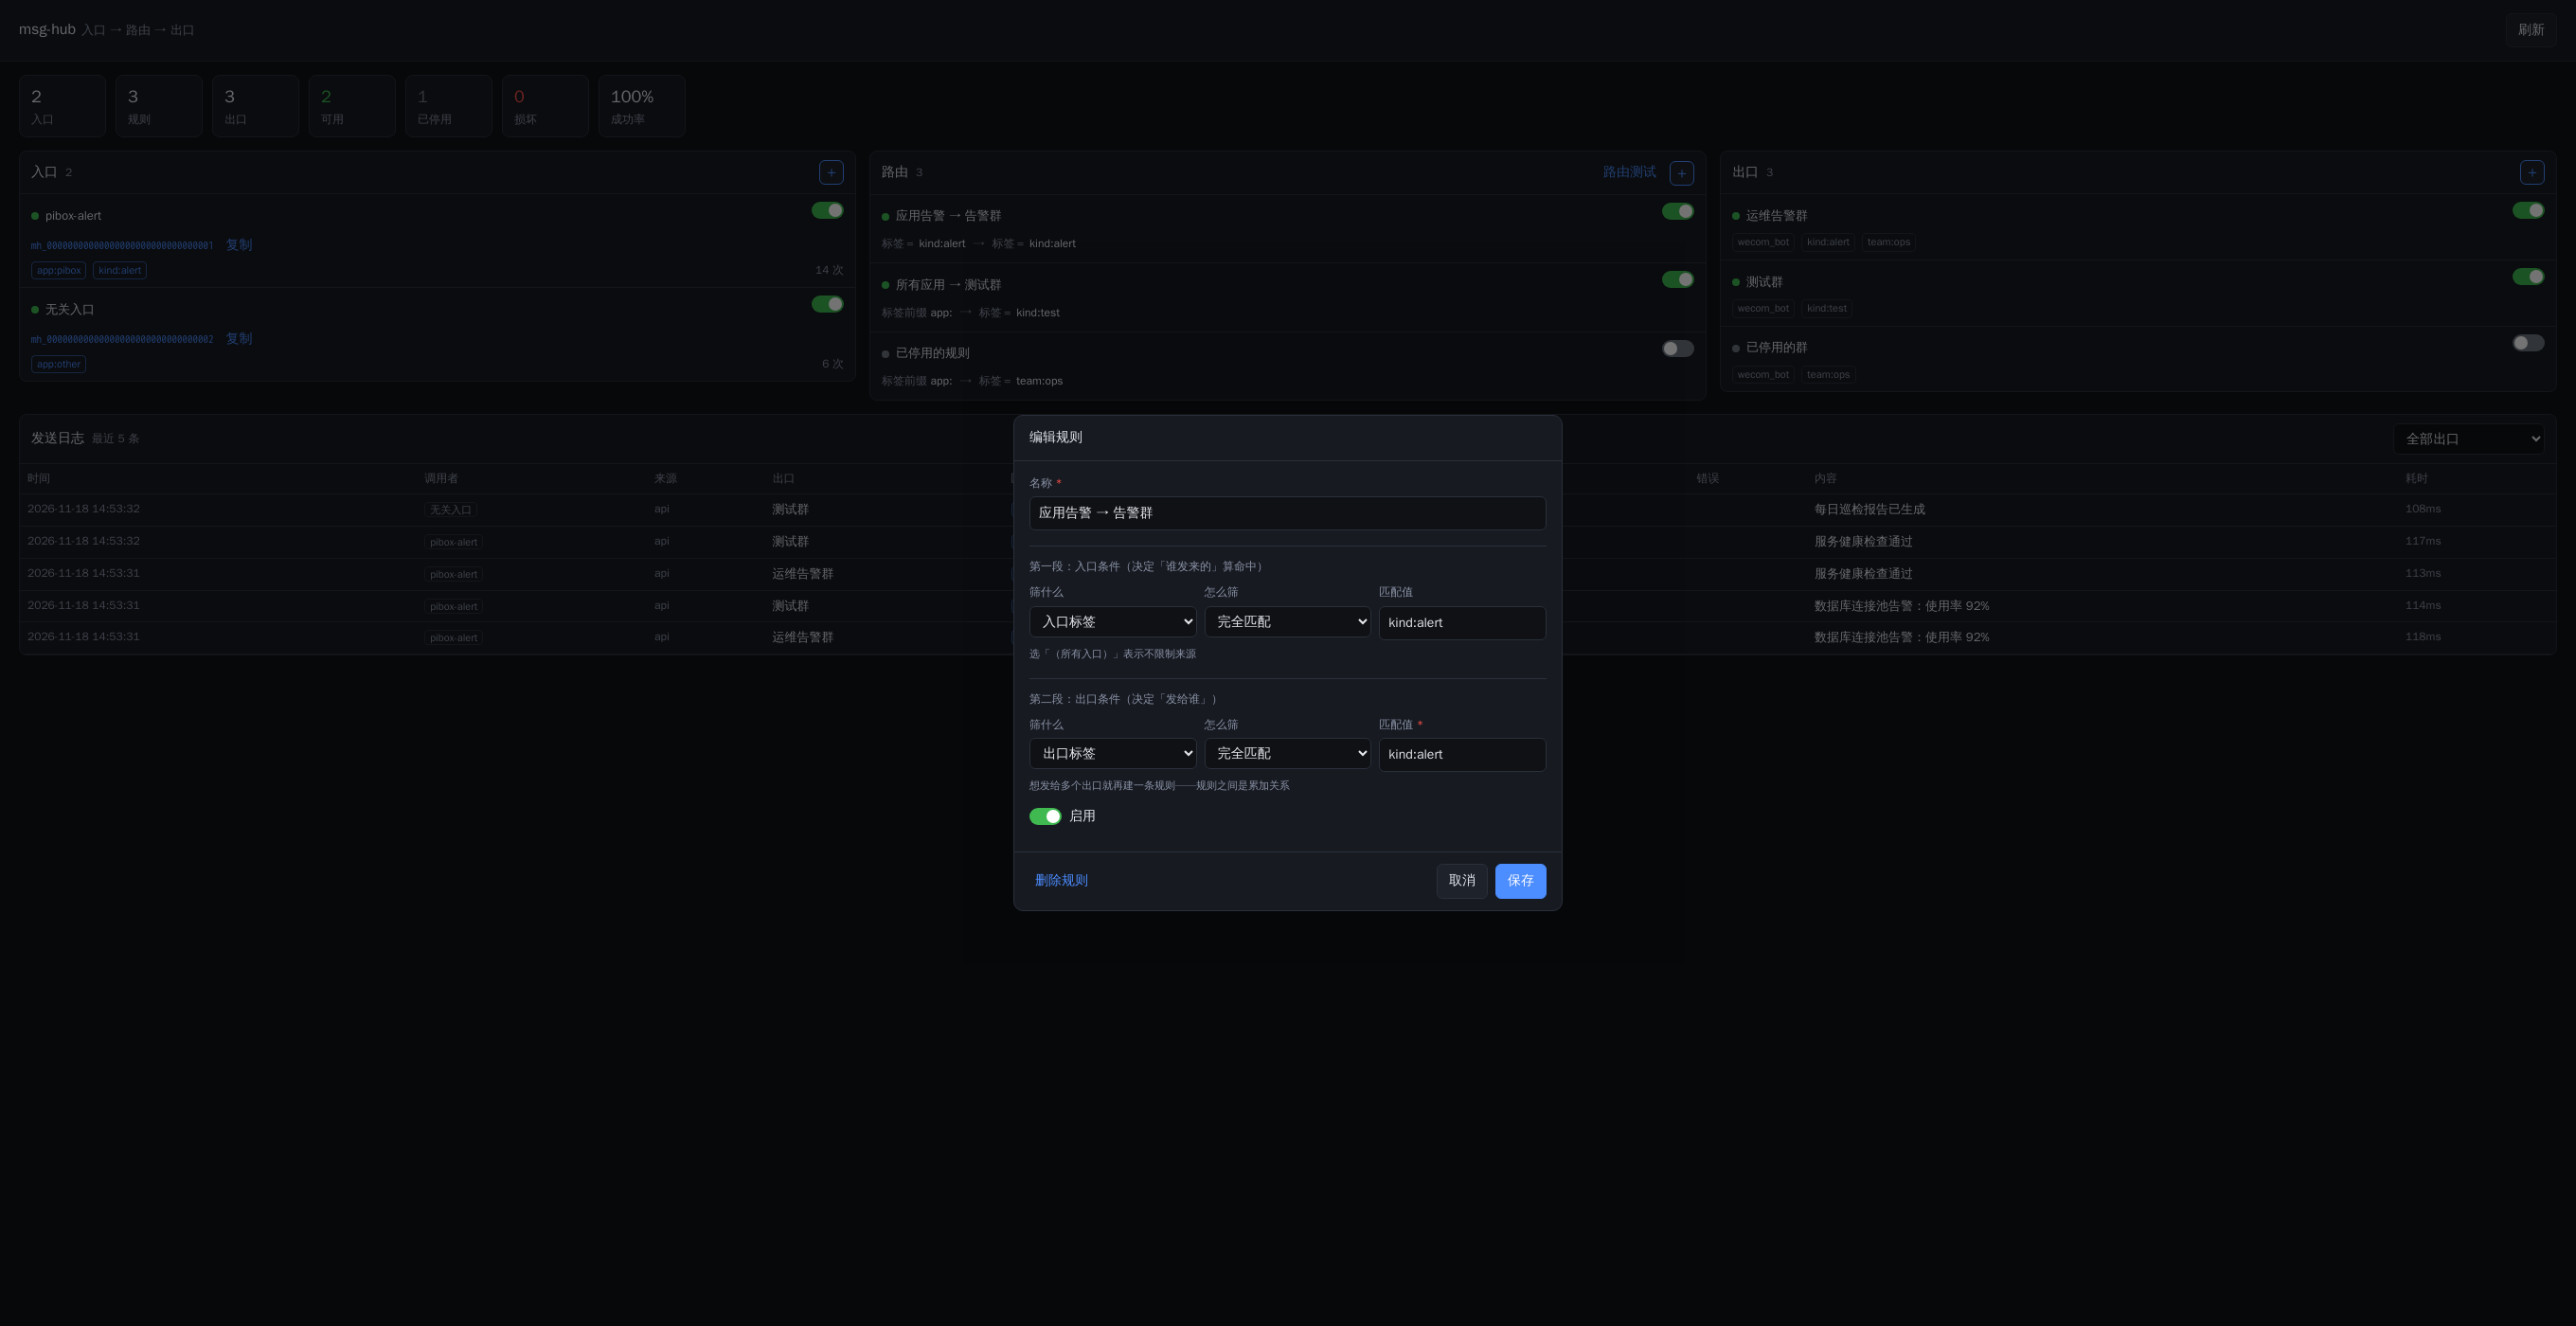 msg-hub 入口 → 路由 → 出口
刷新
2
入口
3
规则
3
出口
2
可用
1
已停用
0
损坏
100%
成功率
入口 2
+
pibox-alert
mh_00000000000000000000000000000001 复制
app:pibox kind:alert
14 次
无关入口
mh_00000000000000000000000000000002 复制
app:other
6 次
路由 3
路由测试 +
应用告警 → 告警群
标签 = kind:alert → 标签 = kind:alert
所有应用 → 测试群
标签前缀 app: → 标签 = kind:test
已停用的规则
标签前缀 app: → 标签 = team:ops
出口 3
+
运维告警群
wecom_bot kind:alert team:ops
测试群
wecom_bot kind:test
已停用的群
wecom_bot team:ops
发送日志 最近 5 条
全部出口
时间 调用者 来源 出口 错误 内容 耗时
2026-11-18 14:53:32 无关入口 api 测试群 每日巡检报告已生成 108ms
2026-11-18 14:53:32 pibox-alert api 测试群 服务健康检查通过 117ms
2026-11-18 14:53:31 pibox-alert api 运维告警群 服务健康检查通过 113ms
2026-11-18 14:53:31 pibox-alert api 测试群 数据库连接池告警：使用率 92% 114ms
2026-11-18 14:53:31 pibox-alert api 运维告警群 数据库连接池告警：使用率 92% 118ms
编辑规则
名称 *
应用告警 → 告警群
第一段：入口条件（决定「谁发来的」算命中）
筛什么 怎么筛 匹配值
入口标签 完全匹配 kind:alert
选「（所有入口）」表示不限制来源
第二段：出口条件（决定「发给谁」）
筛什么 怎么筛 匹配值 *
出口标签 完全匹配 kind:alert
想发给多个出口就再建一条规则——规则之间是累加关系
启用
删除规则
取消 保存